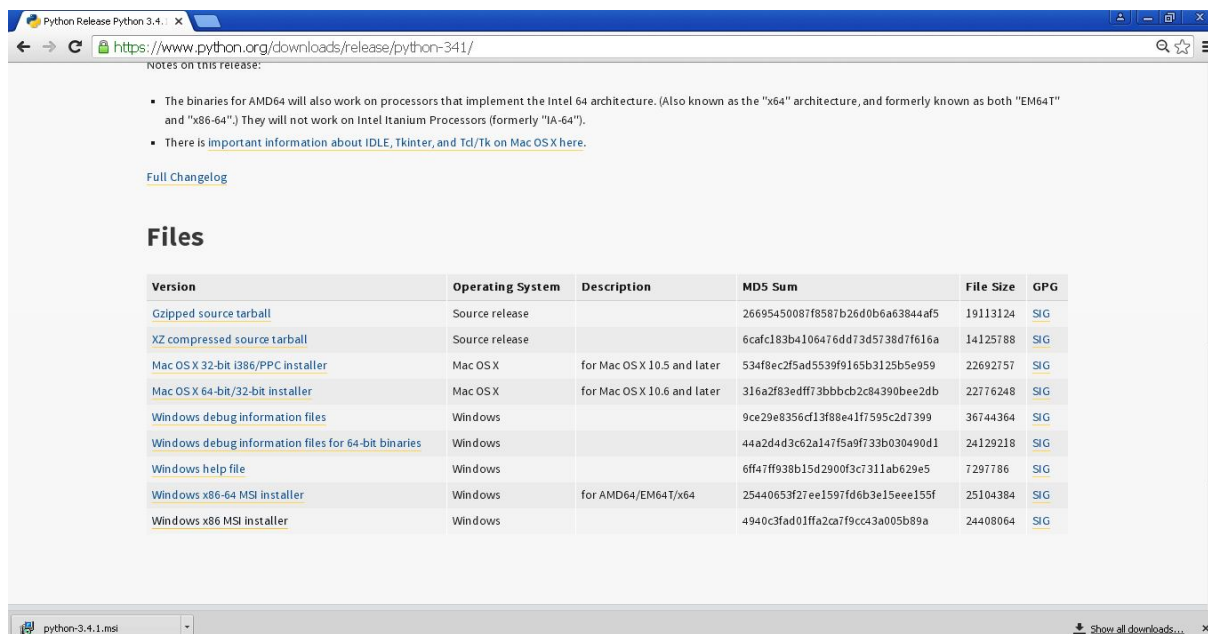 Python Release Python 3.4.1
https://www.python.org/downloads/release/python-341/
Notes on this release:
The binaries for AMD64 will also work on processors that implement the Intel 64 architecture. (Also known as the "x64" architecture, and formerly known as both "EM64T"
and "x86-64".) They will not work on Intel Itanium Processors (formerly "IA-64").
There is important information about IDLE, Tkinter, and Tcl/Tk on Mac OS X here.
Full Changelog
Files
Version Operating System Description MD5 Sum File Size GPG
Gzipped source tarball Source release 26695450087f8587b26d0b6a63844af5 19113124 SIG
XZ compressed source tarball Source release 6cafc183b4106476dd73d5738d7f616a 14125788 SIG
Mac OS X 32-bit i386/PPC installer Mac OS X for Mac OS X 10.5 and later 534f8ec2f5ad5539f9165b3125b5e959 22692757 SIG
Mac OS X 64-bit/32-bit installer Mac OS X for Mac OS X 10.6 and later 316a2f83edff73bbbcb2c84390bee2db 22776248 SIG
Windows debug information files Windows 9ce29e8356cf13f88e41f7595c2d7399 36744364 SIG
Windows debug information files for 64-bit binaries Windows 44a2d4d3c62a147f5a9f733b030490d1 24129218 SIG
Windows help file Windows 6ff47ff938b15d2900f3c7311ab629e5 7297786 SIG
Windows x86-64 MSI installer Windows for AMD64/EM64T/x64 25440653f27ee1597fd6b3e15eee155f 25104384 SIG
Windows x86 MSI installer Windows 4940c3fad01ffa2ca7f9cc43a005b89a 24408064 SIG
python-3.4.1.msi
Show all downloads...